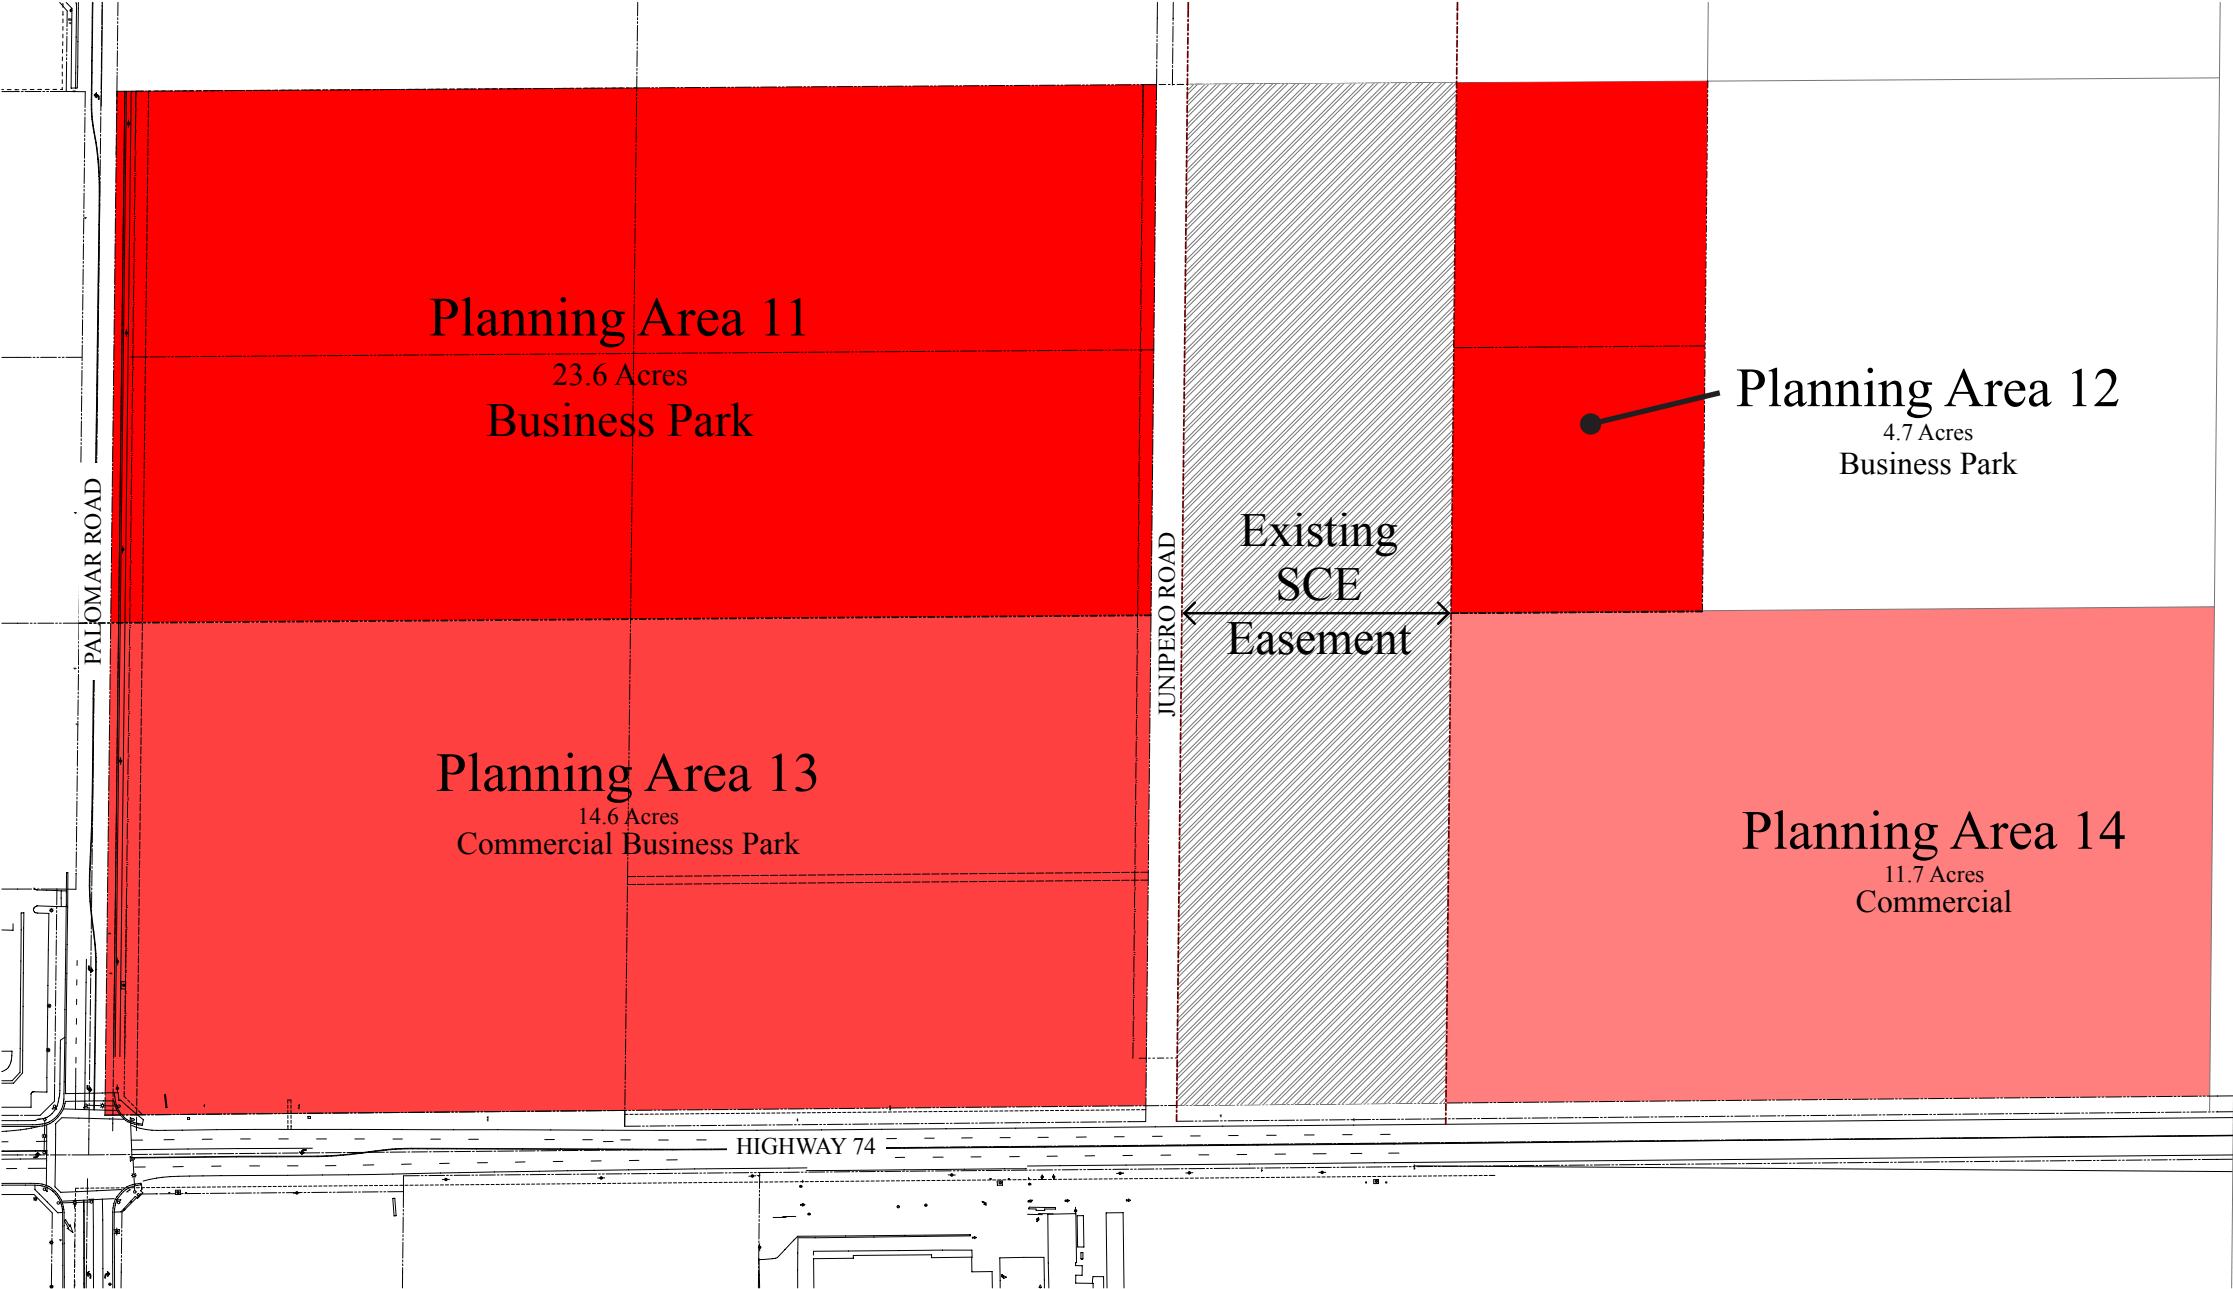 Planning Area 11
23.6 Acres
Business Park
Planning Area 12
4.7 Acres
Business Park
PALOMAR ROAD
JUNIPERO ROAD
Existing
SCE
Easement
Planning Area 13
14.6 Acres
Commercial Business Park
Planning Area 14
11.7 Acres
Commercial
HIGHWAY 74